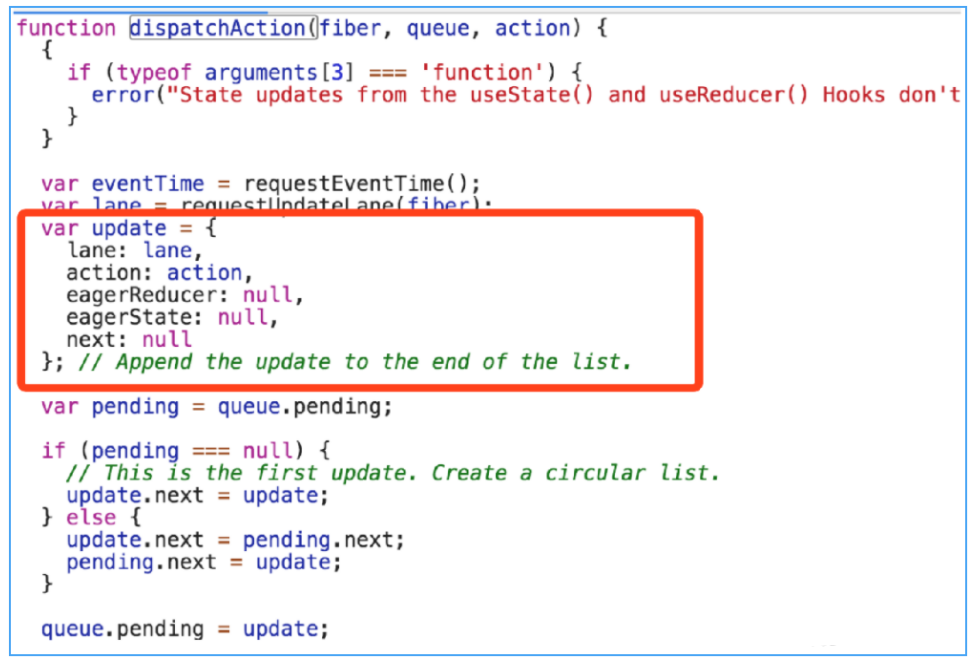 function dispatchAction(fiber, queue, action) {
  {
    if (typeof arguments[3] === 'function') {
      error("State updates from the useState() and useReducer() Hooks don't
    }
  }

  var eventTime = requestEventTime();
  var lane = requestUpdateLane(fiber);
  var update = {
    lane: lane,
    action: action,
    eagerReducer: null,
    eagerState: null,
    next: null
  }; // Append the update to the end of the list.

  var pending = queue.pending;

  if (pending === null) {
    // This is the first update. Create a circular list.
    update.next = update;
  } else {
    update.next = pending.next;
    pending.next = update;
  }

  queue.pending = update;